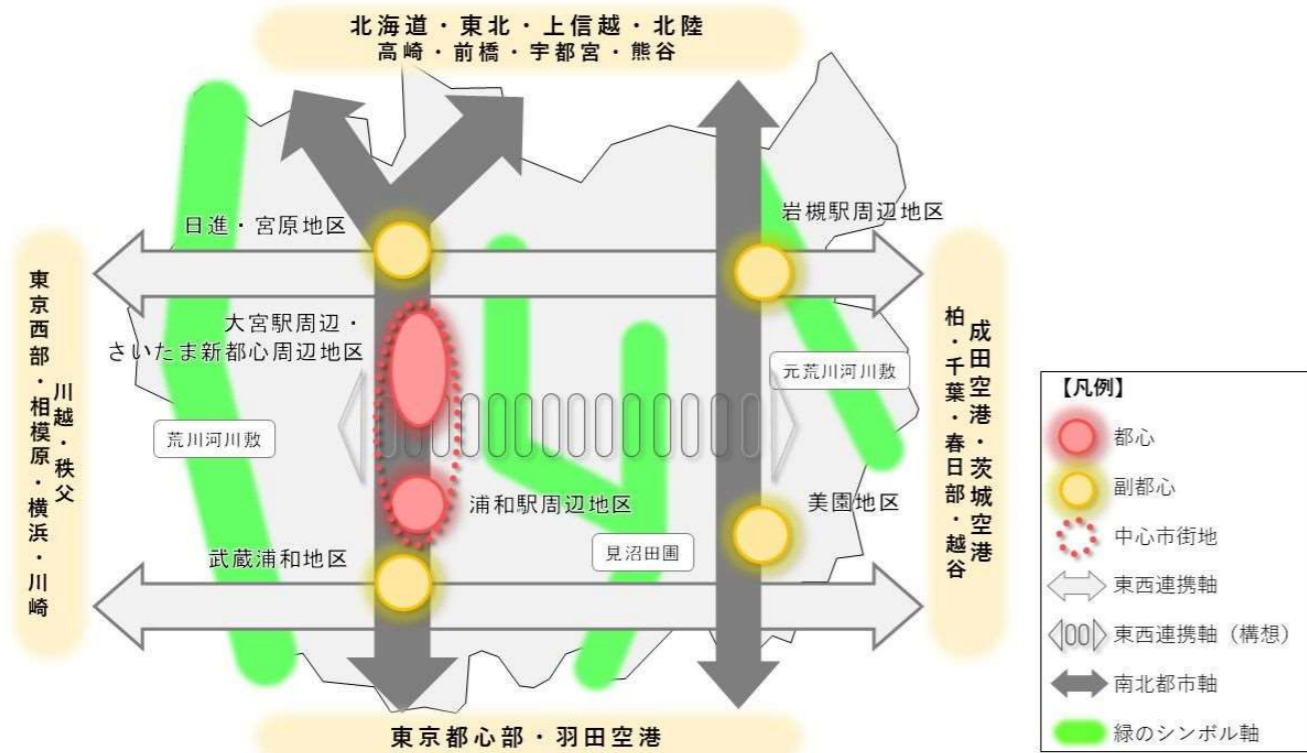 北海道・東北・上信越・北陸
高崎・前橋・宇都宮・熊谷
日進・宮原地区
岩槻駅周辺地区
東京西部・相模原・横浜・川崎
川越・秩父
大宮駅周辺・
さいたま新都心周辺地区
荒川河川敷
元荒川河川敷
成田空港・茨城空港
柏・千葉・春日部・越谷
浦和駅周辺地区
美園地区
武蔵浦和地区
見沼田圃
東京都心部・羽田空港
【凡例】
都心
副都心
中心市街地
東西連携軸
東西連携軸（構想）
南北都市軸
緑のシンボル軸